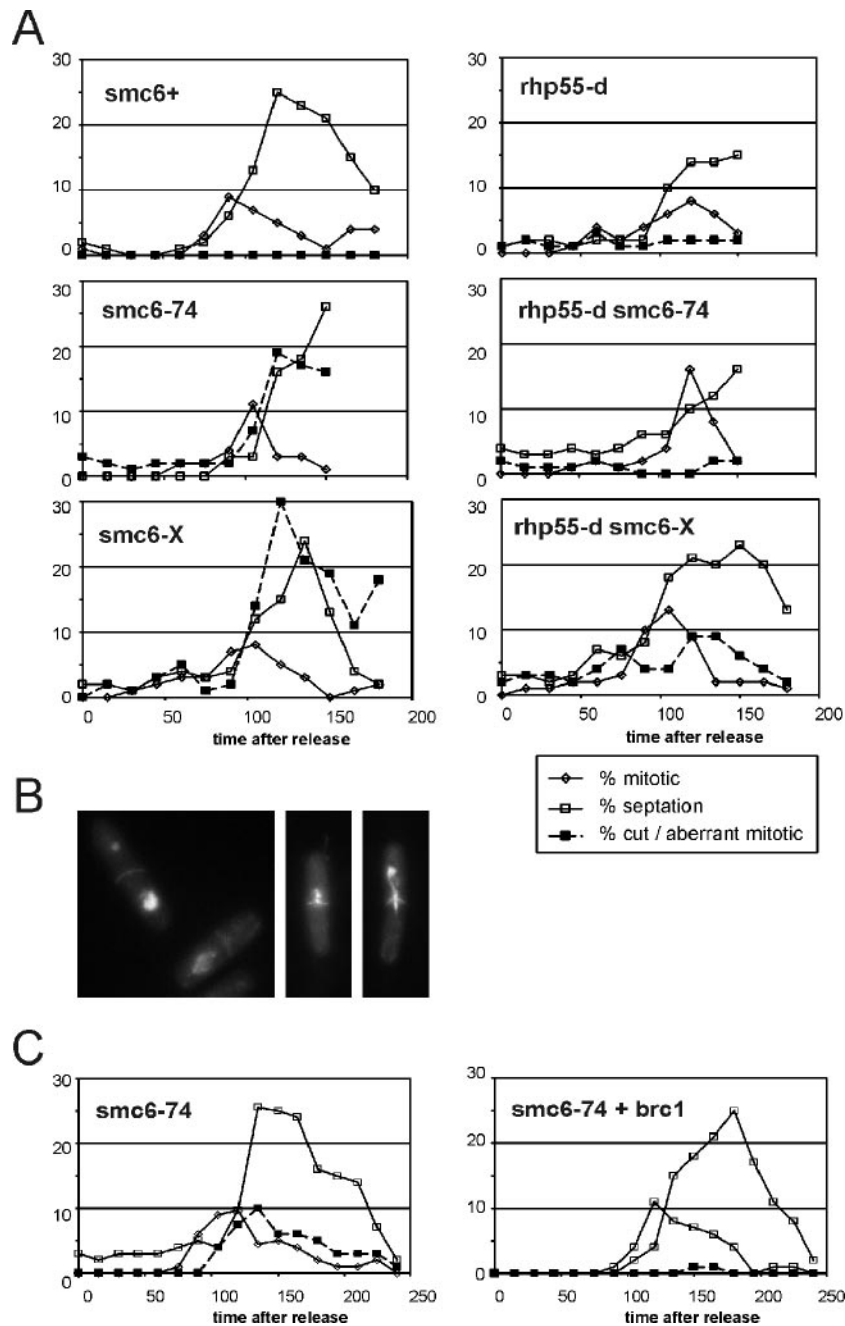 A
smc6+
30
20
10
0
rhp55-d
30
20
10
0
smc6-74
30
20
10
0
rhp55-d smc6-74
30
20
10
0
smc6-X
30
20
10
0
0 50 100 150 200
time after release
rhp55-d smc6-X
30
20
10
0
0 50 100 150 200
time after release
% mitotic
% septation
% cut / aberrant mitotic
B
C
smc6-74
30
20
10
0
0 50 100 150 200 250
time after release
smc6-74 + brc1
30
20
10
0
0 50 100 150 200 250
time after release